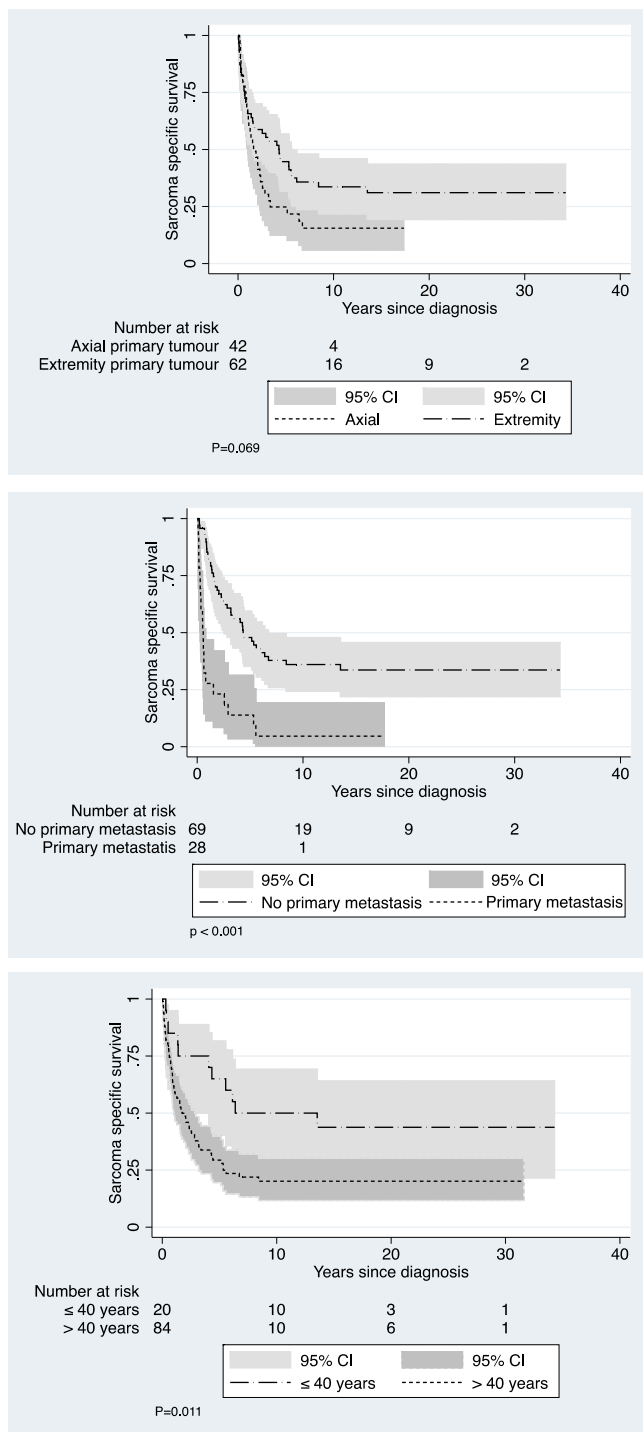 Sarcoma specific survival
1
.75
.5
.25
0
0 10 20 30 40
Years since diagnosis
Number at risk
Axial primary tumour 42 4
Extremity primary tumour 62 16 9 2
95% CI 95% CI
Axial Extremity
P=0.069
Sarcoma specific survival
1
.75
.5
.25
0
0 10 20 30 40
Years since diagnosis
Number at risk
No primary metastasis 69 19 9 2
Primary metastatis 28 1
95% CI 95% CI
No primary metastasis Primary metastasis
p < 0.001
Sarcoma specific survival
1
.75
.5
.25
0
0 10 20 30 40
Years since diagnosis
Number at risk
≤ 40 years 20 10 3 1
> 40 years 84 10 6 1
95% CI 95% CI
≤ 40 years > 40 years
P=0.011